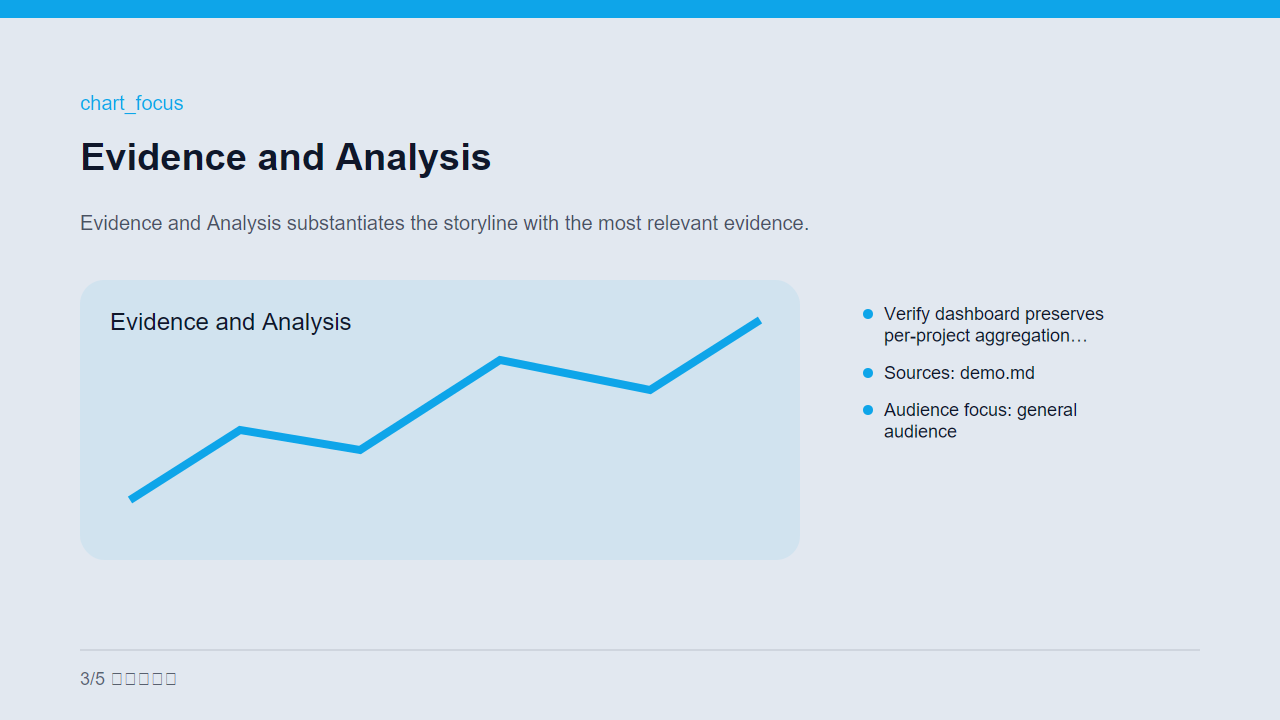 chart_focus
Evidence and Analysis
Evidence and Analysis substantiates the storyline with the most relevant evidence.
Evidence and Analysis
Verify dashboard preserves
per-project aggregation…
Sources: demo.md
Audience focus: general
audience
3/5